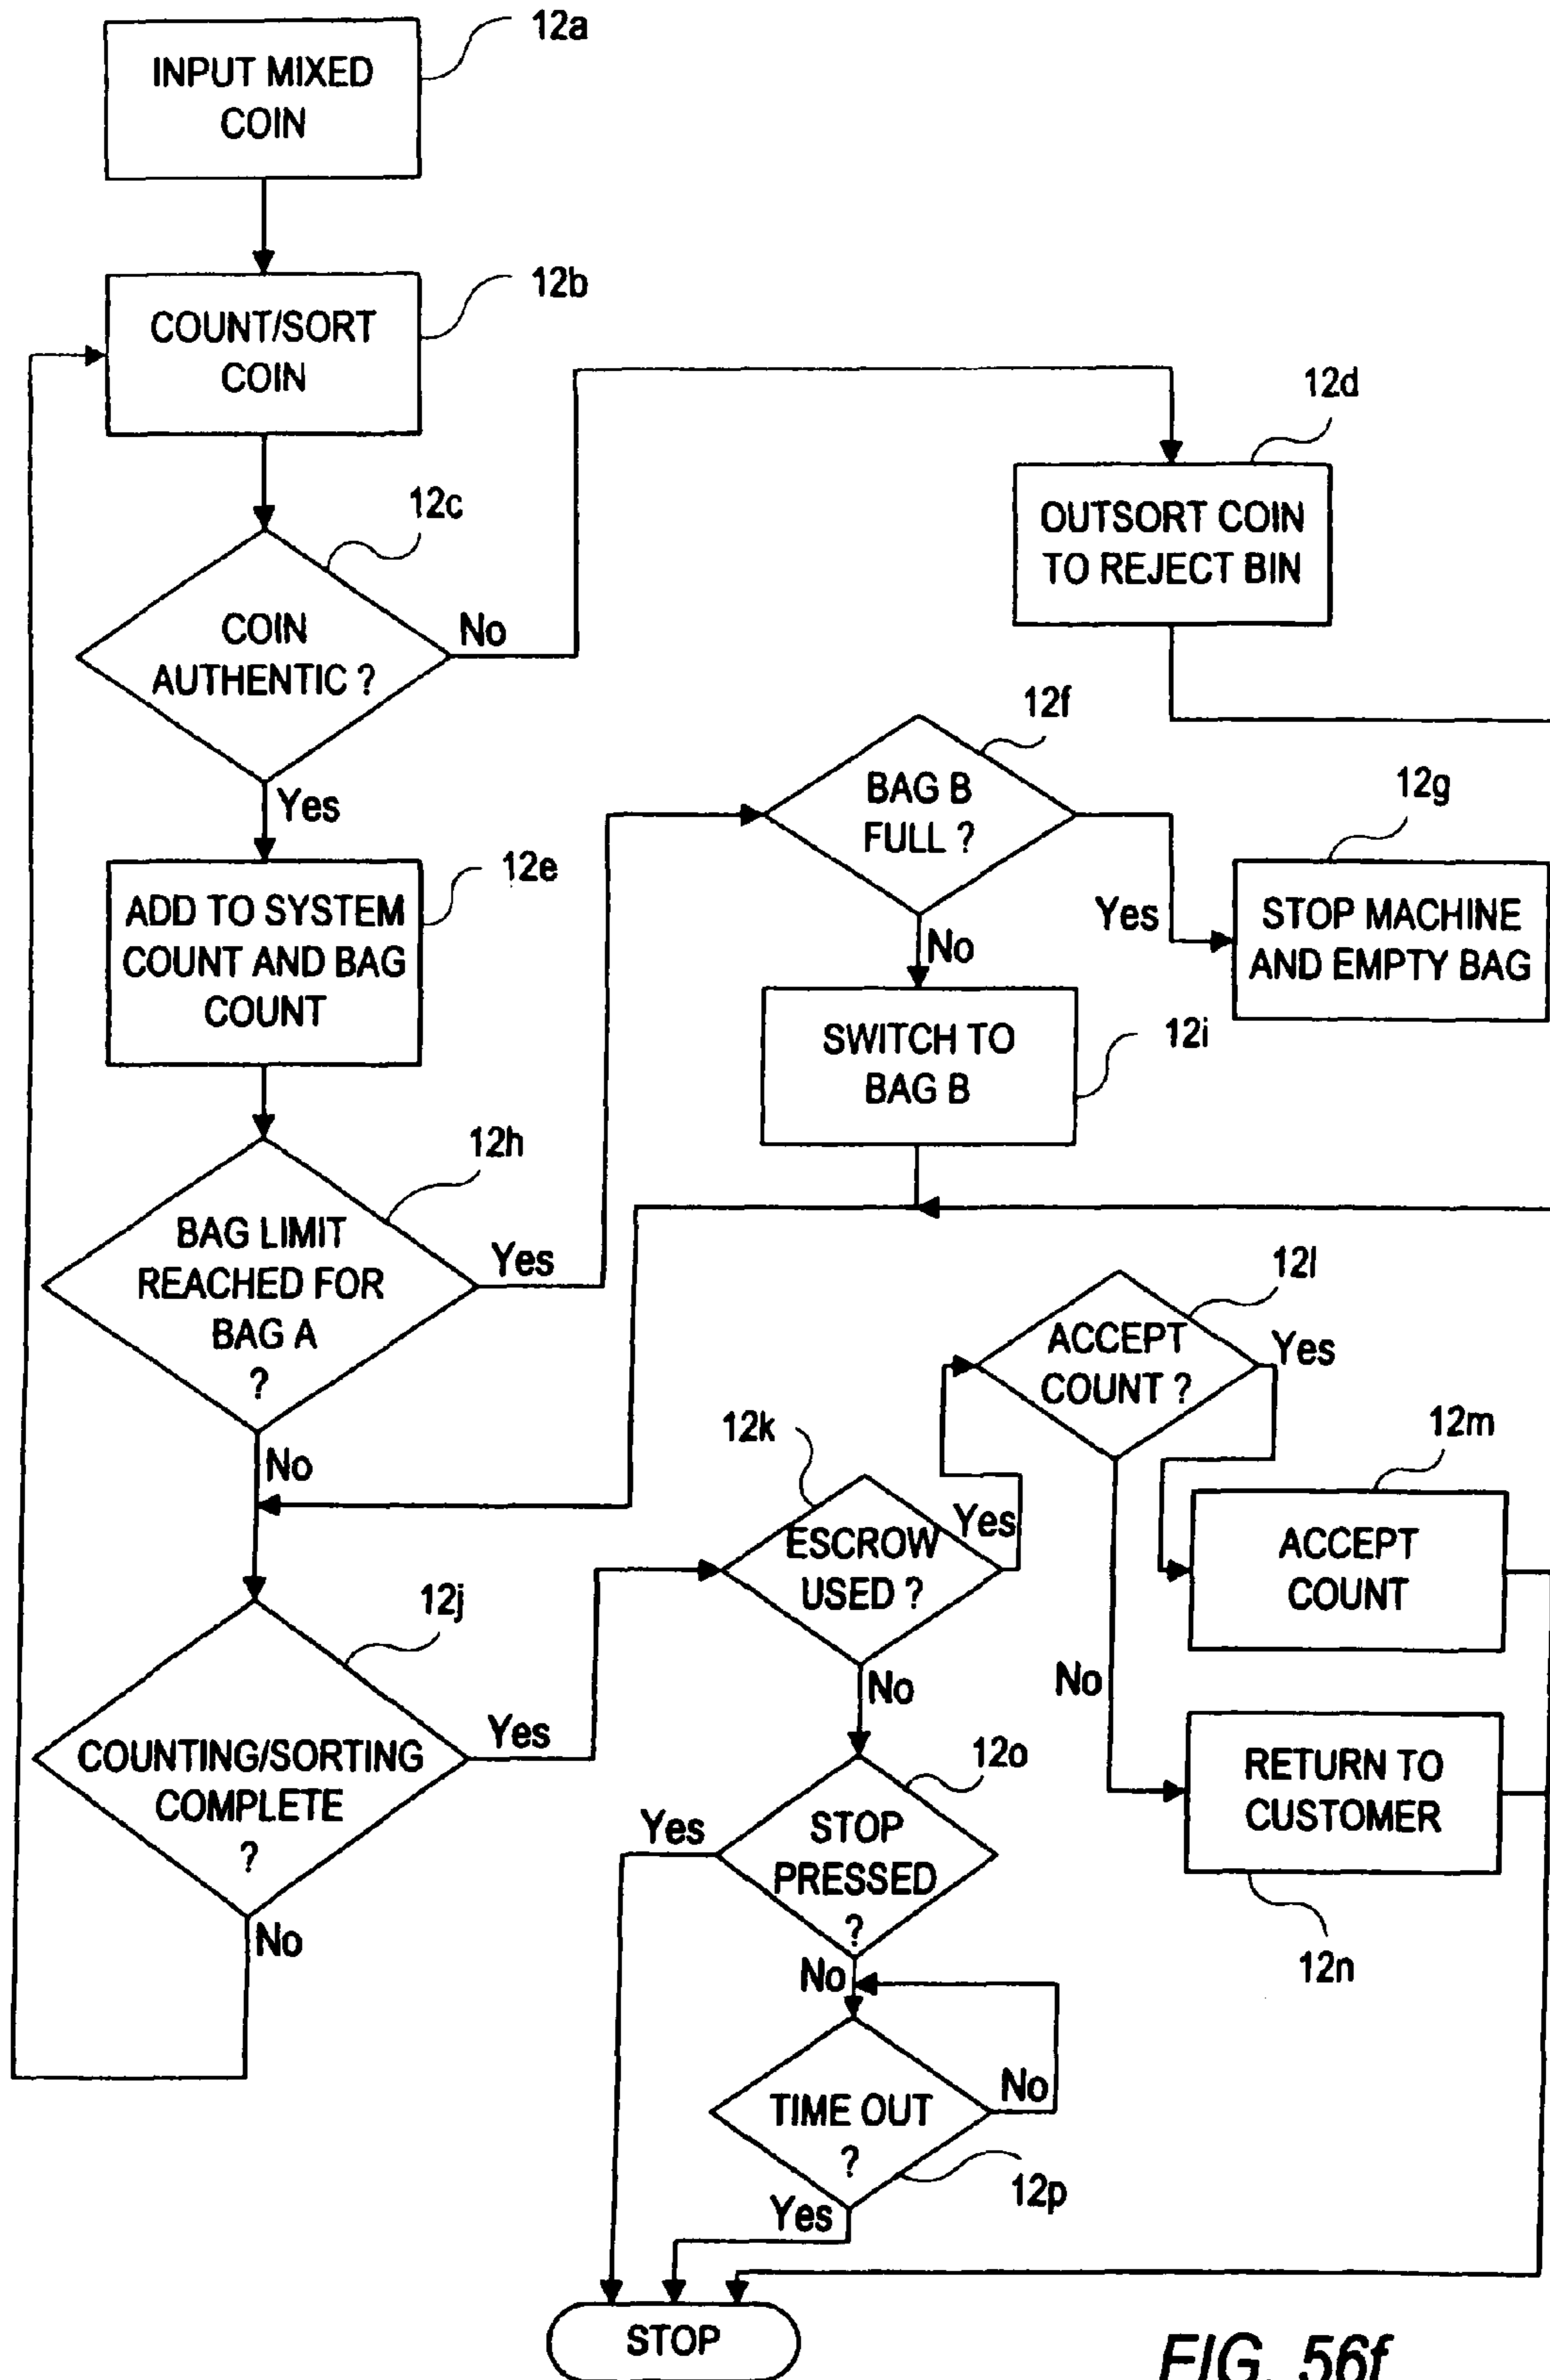 12a
INPUT MIXED
COIN
12b
COUNT/SORT
COIN
12c
COIN
AUTHENTIC ?
No
Yes
12d
OUTSORT COIN
TO REJECT BIN
12e
ADD TO SYSTEM
COUNT AND BAG
COUNT
12f
BAG B
FULL ?
Yes
No
12g
STOP MACHINE
AND EMPTY BAG
12i
SWITCH TO
BAG B
12h
BAG LIMIT
REACHED FOR
BAG A
?
Yes
No
12j
COUNTING/SORTING
COMPLETE
?
Yes
No
12k
ESCROW
USED ?
Yes
No
12l
ACCEPT
COUNT ?
Yes
No
12m
ACCEPT
COUNT
RETURN TO
CUSTOMER
12n
12o
STOP
PRESSED
?
Yes
No
TIME OUT
?
No
12p
Yes
STOP
FIG. 56f